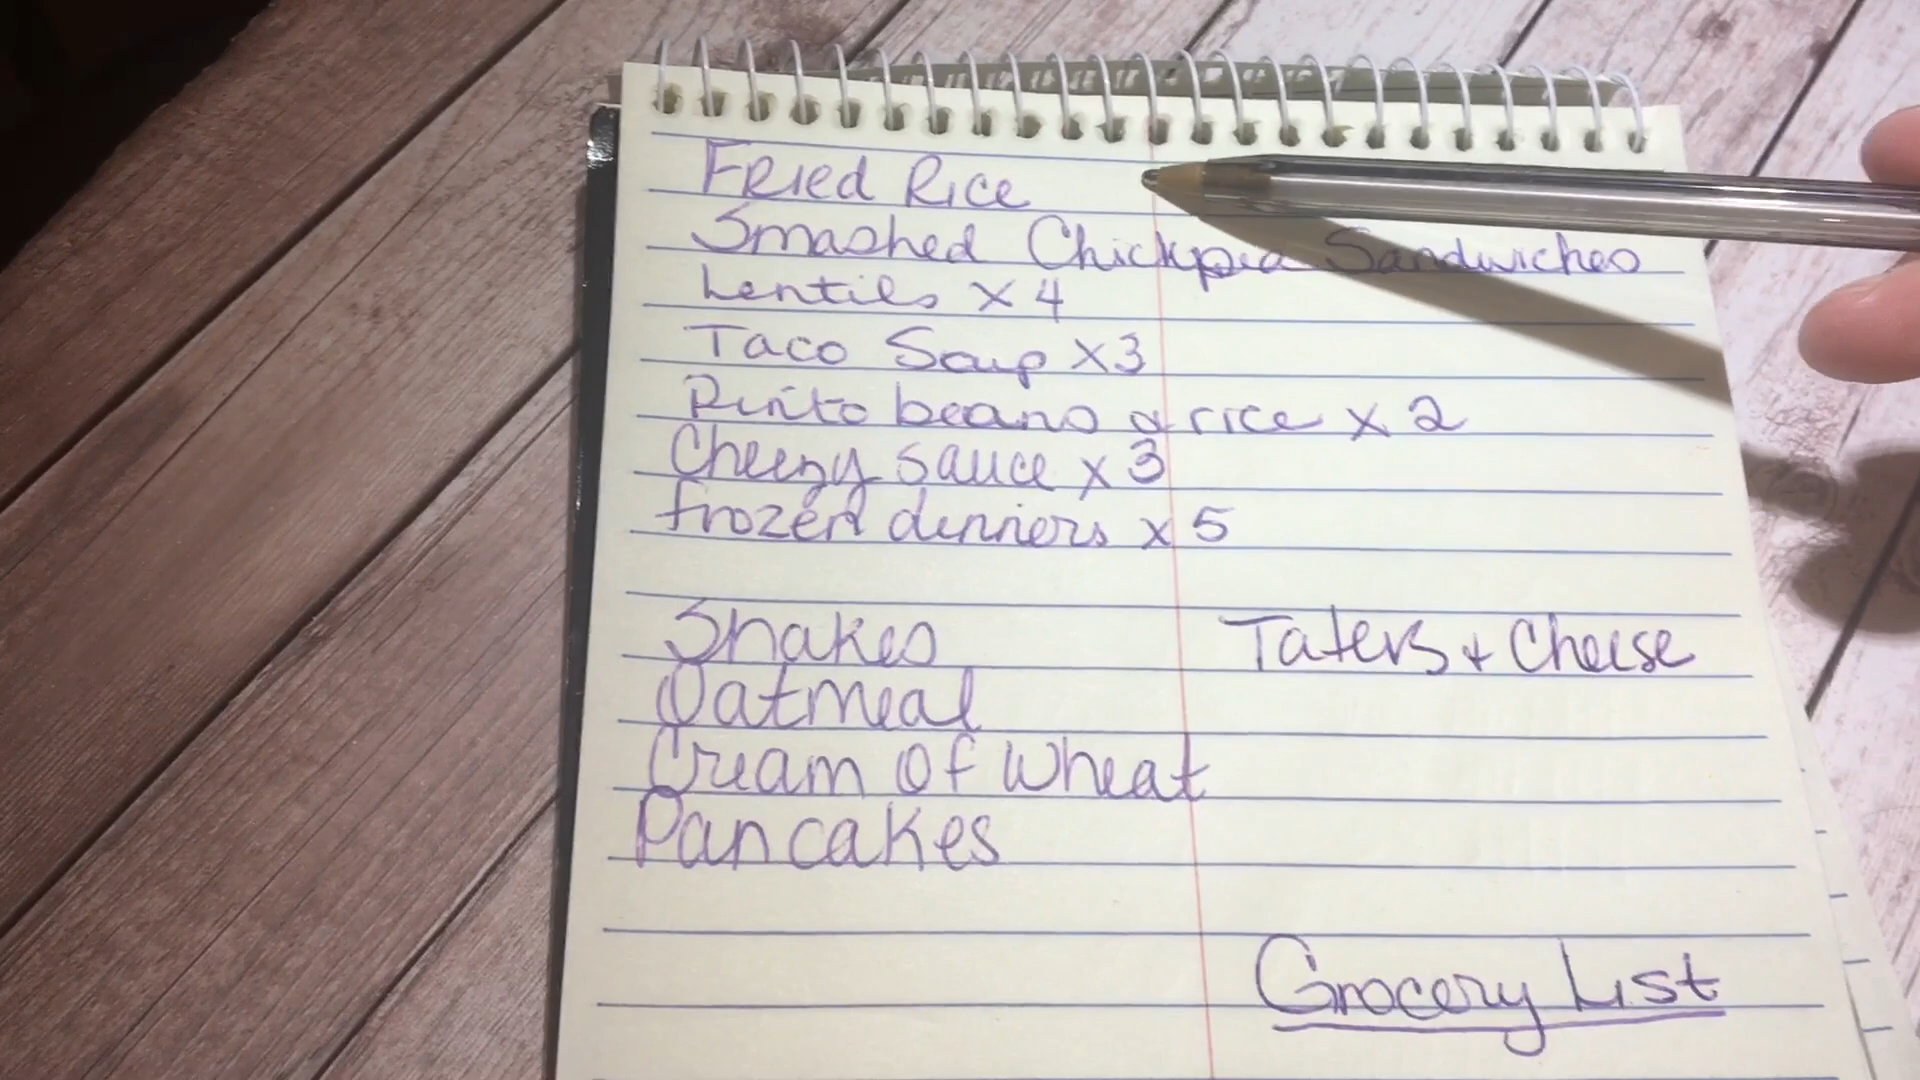 Fried Rice
Smashed Chickpea Sandwiches
Lentils x 4
Taco Soup x3
Pinto beans & rice x 2
Cheezy sauce x 3
frozen dinners x 5
Shakes
Taters + Cheese
Oatmeal
Cream Of Wheat
Pancakes
Grocery List